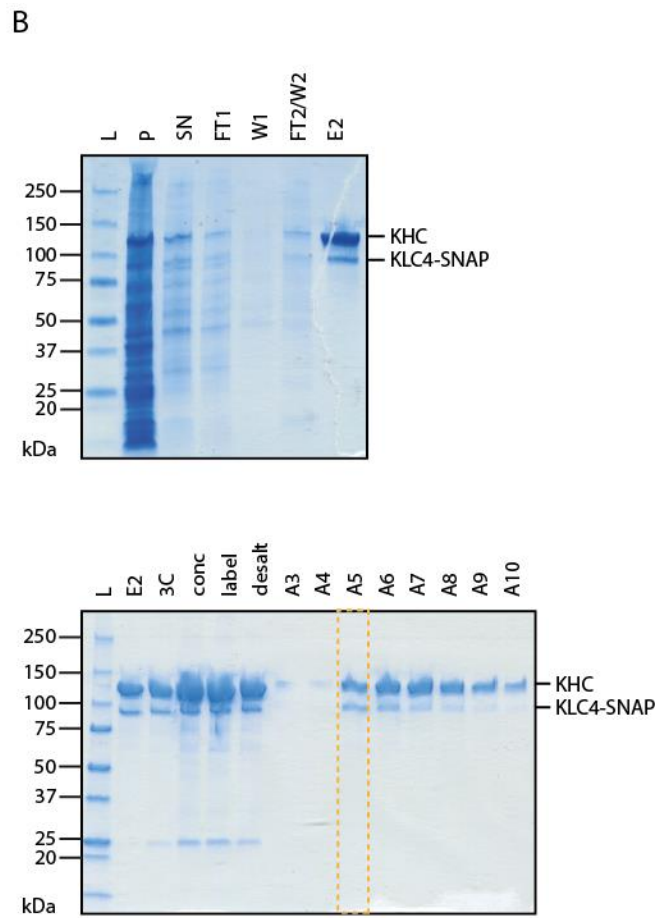 B
L P SN FT1 W1 FT2/W2 E2
250
150
100
75
50
37
25
20
kDa
KHC
KLC4-SNAP
L E2 3C conc label desalt A3 A4 A5 A6 A7 A8 A9 A10
250
150
100
75
50
37
25
20
kDa
KHC
KLC4-SNAP